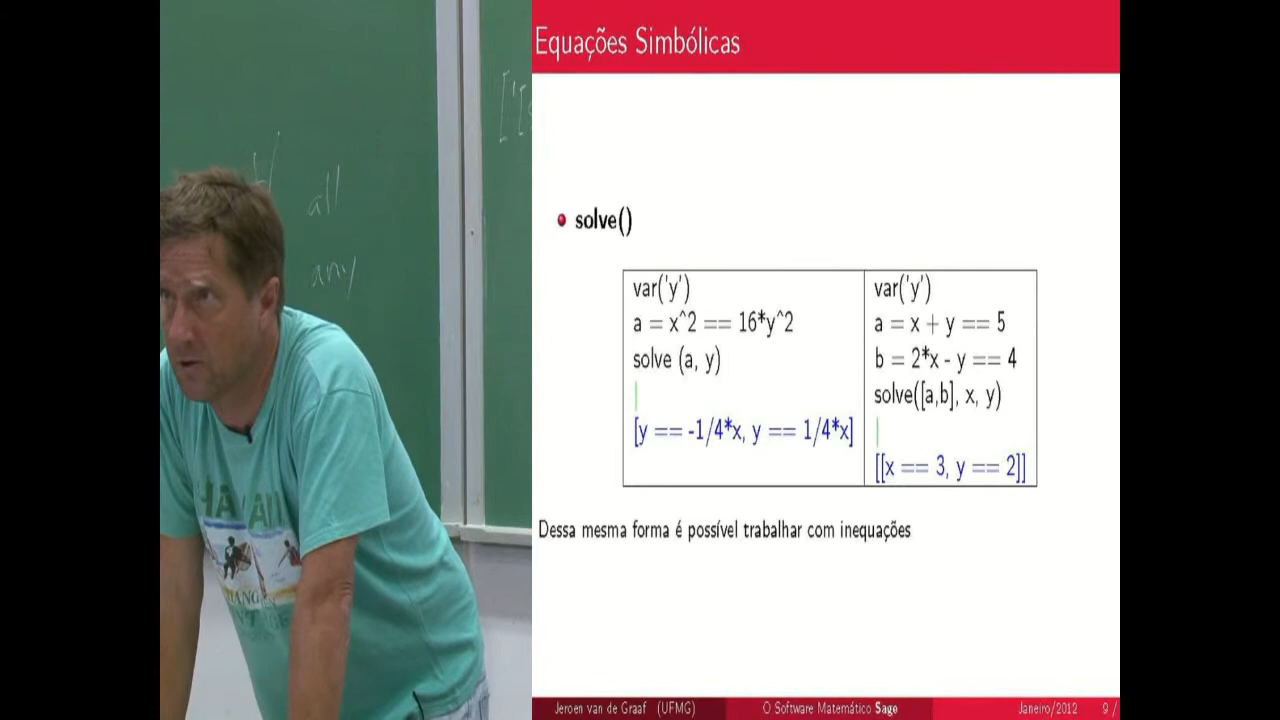 all
any
HAWAII
Equações Simbólicas
solve()
var('y')
a = x^2 == 16*y^2
solve (a, y)
[y == -1/4*x, y == 1/4*x]
var('y')
a = x + y == 5
b = 2*x - y == 4
solve([a,b], x, y)
[[x == 3, y == 2]]
Dessa mesma forma é possível trabalhar com inequações
Jeroen van de Graaf (UFMG) O Software Matemático Sage Janeiro/2012 9 /